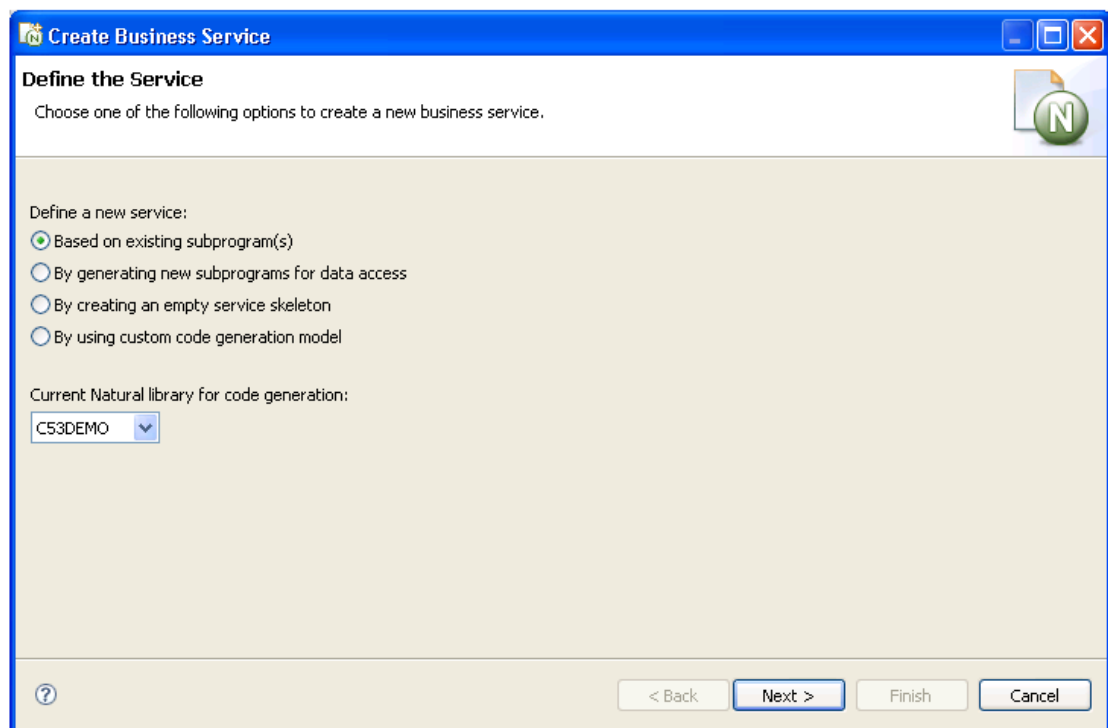 Create Business Service
Define the Service
Choose one of the following options to create a new business service.
N
Define a new service:
Based on existing subprogram(s)
By generating new subprograms for data access
By creating an empty service skeleton
By using custom code generation model
Current Natural library for code generation:
C53DEMO
? < Back Next > Finish Cancel